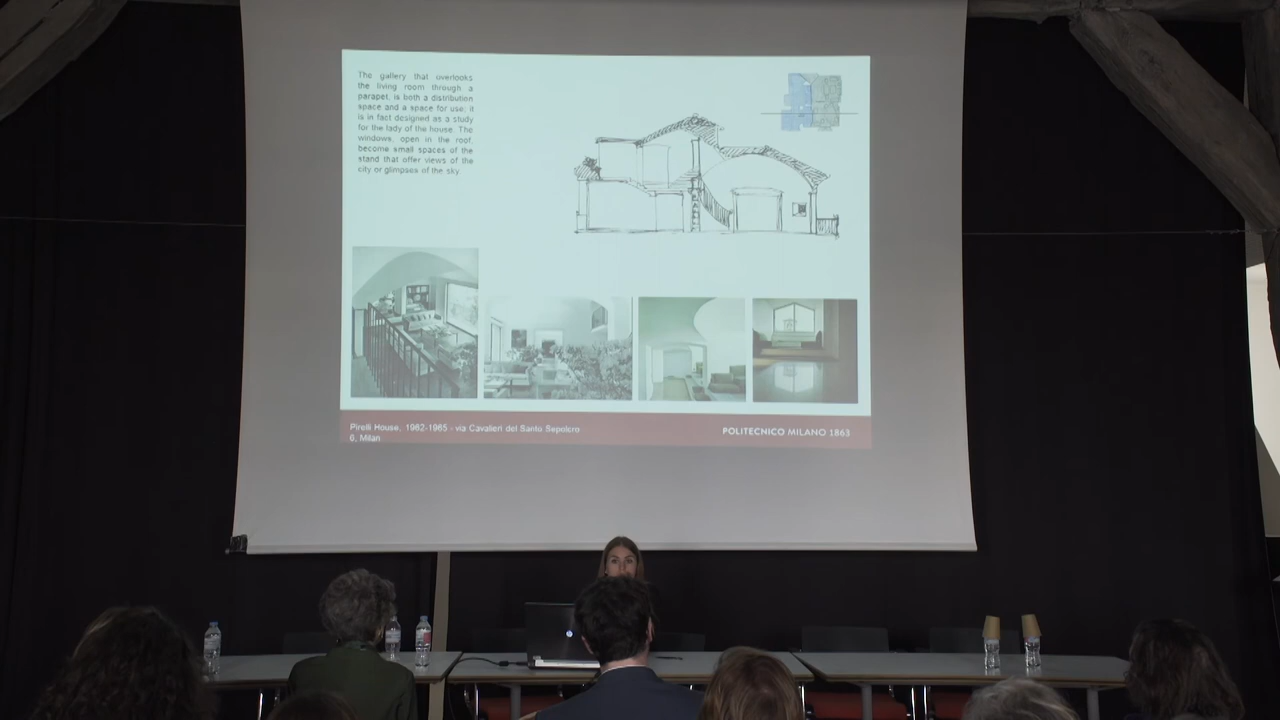 The gallery that overlooks
the living room through a
parapet, is both a distribution
space and a space for use; it
is in fact designed as a study
for the lady of the house. The
windows, open in the roof,
become small spaces of the
stand that offer views of the
city or glimpses of the sky.
Pirelli House, 1962-1965 - via Cavalieri del Santo Sepolcro
6, Milan
POLITECNICO MILANO 1863